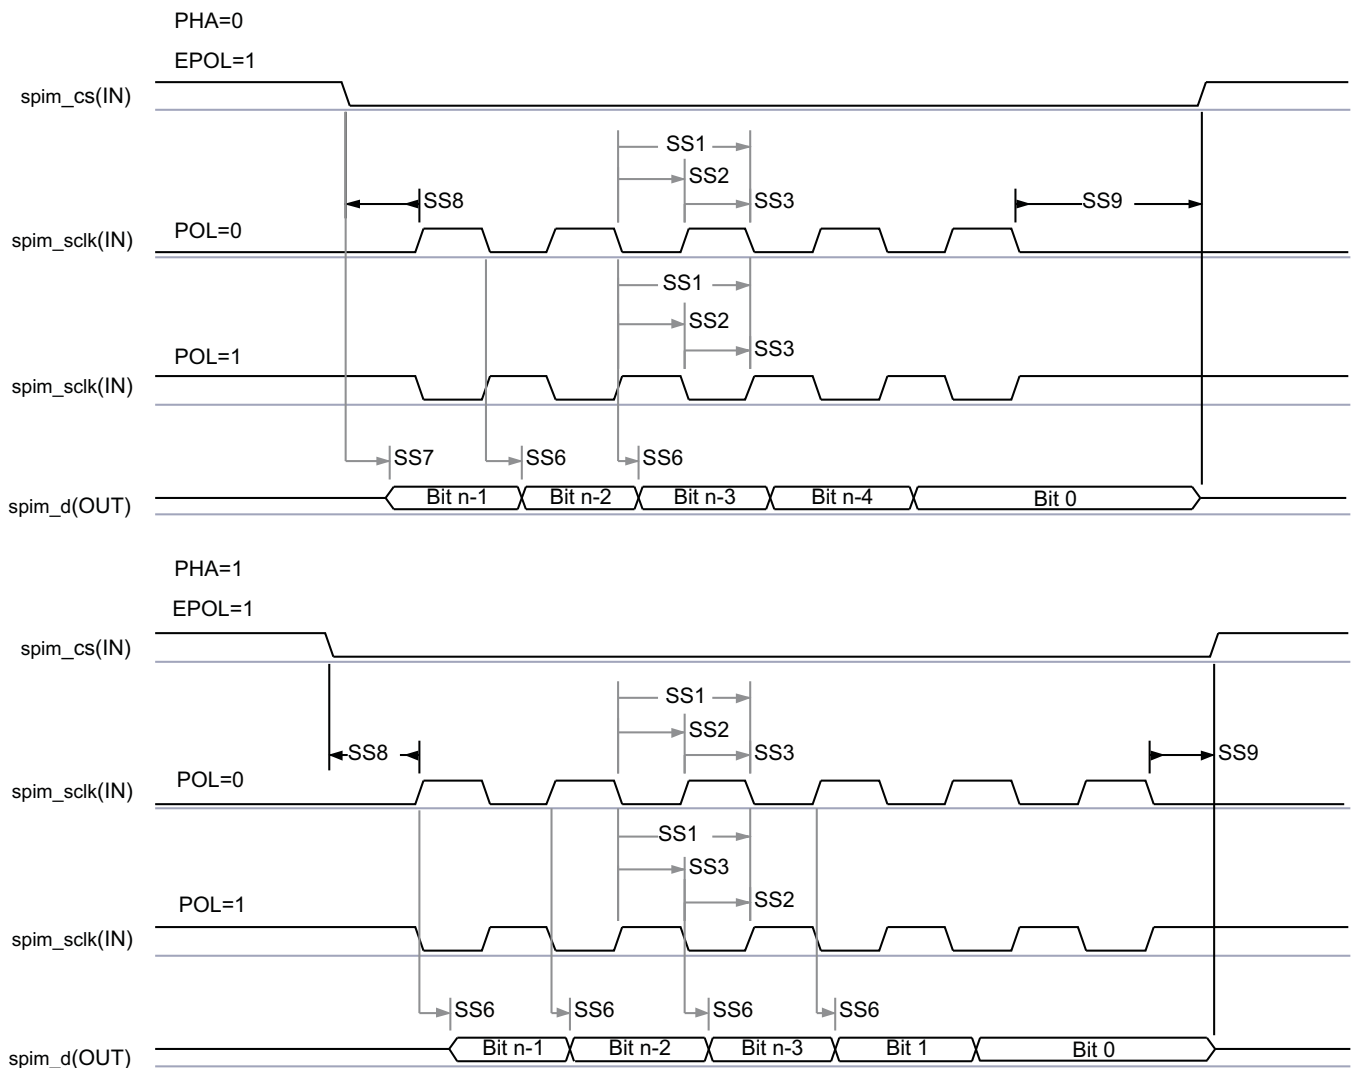 PHA=0
EPOL=1
spim_cs(IN)
SS1
SS2
SS8
SS3
SS9
POL=0
spim_sclk(IN)
SS1
SS2
SS3
POL=1
spim_sclk(IN)
SS7
SS6
SS6
spim_d(OUT)
Bit n-1
Bit n-2
Bit n-3
Bit n-4
Bit 0
PHA=1
EPOL=1
spim_cs(IN)
SS1
SS2
SS8
SS3
SS9
POL=0
spim_sclk(IN)
SS1
SS3
SS2
POL=1
spim_sclk(IN)
SS6
SS6
SS6
SS6
spim_d(OUT)
Bit n-1
Bit n-2
Bit n-3
Bit 1
Bit 0